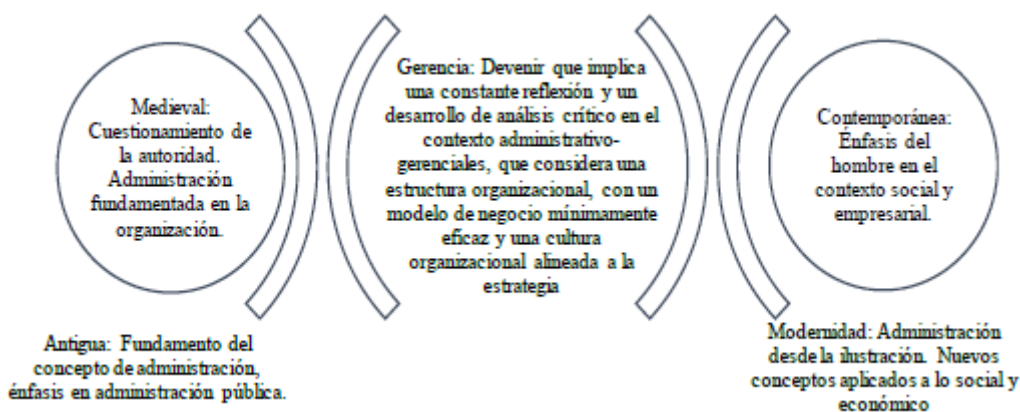 Medieval:
Cuestionamiento de
la autoridad.
Administración
fundamentada en la
organización.
Gerencia: Devenir que implica
una constante reflexión y un
desarrollo de análisis crítico en el
contexto administrativo-
gerenciales, que considera una
estructura organizacional, con un
modelo de negocio mínimamente
eficaz y una cultura
organizacional alineada a la
estrategia
Contemporánea:
Énfasis del
hombre en el
contexto social y
empresarial.
Antigua: Fundamento del
concepto de administración,
énfasis en administración pública.
Modernidad: Administración
desde la ilustración. Nuevos
conceptos aplicados a lo social y
económico